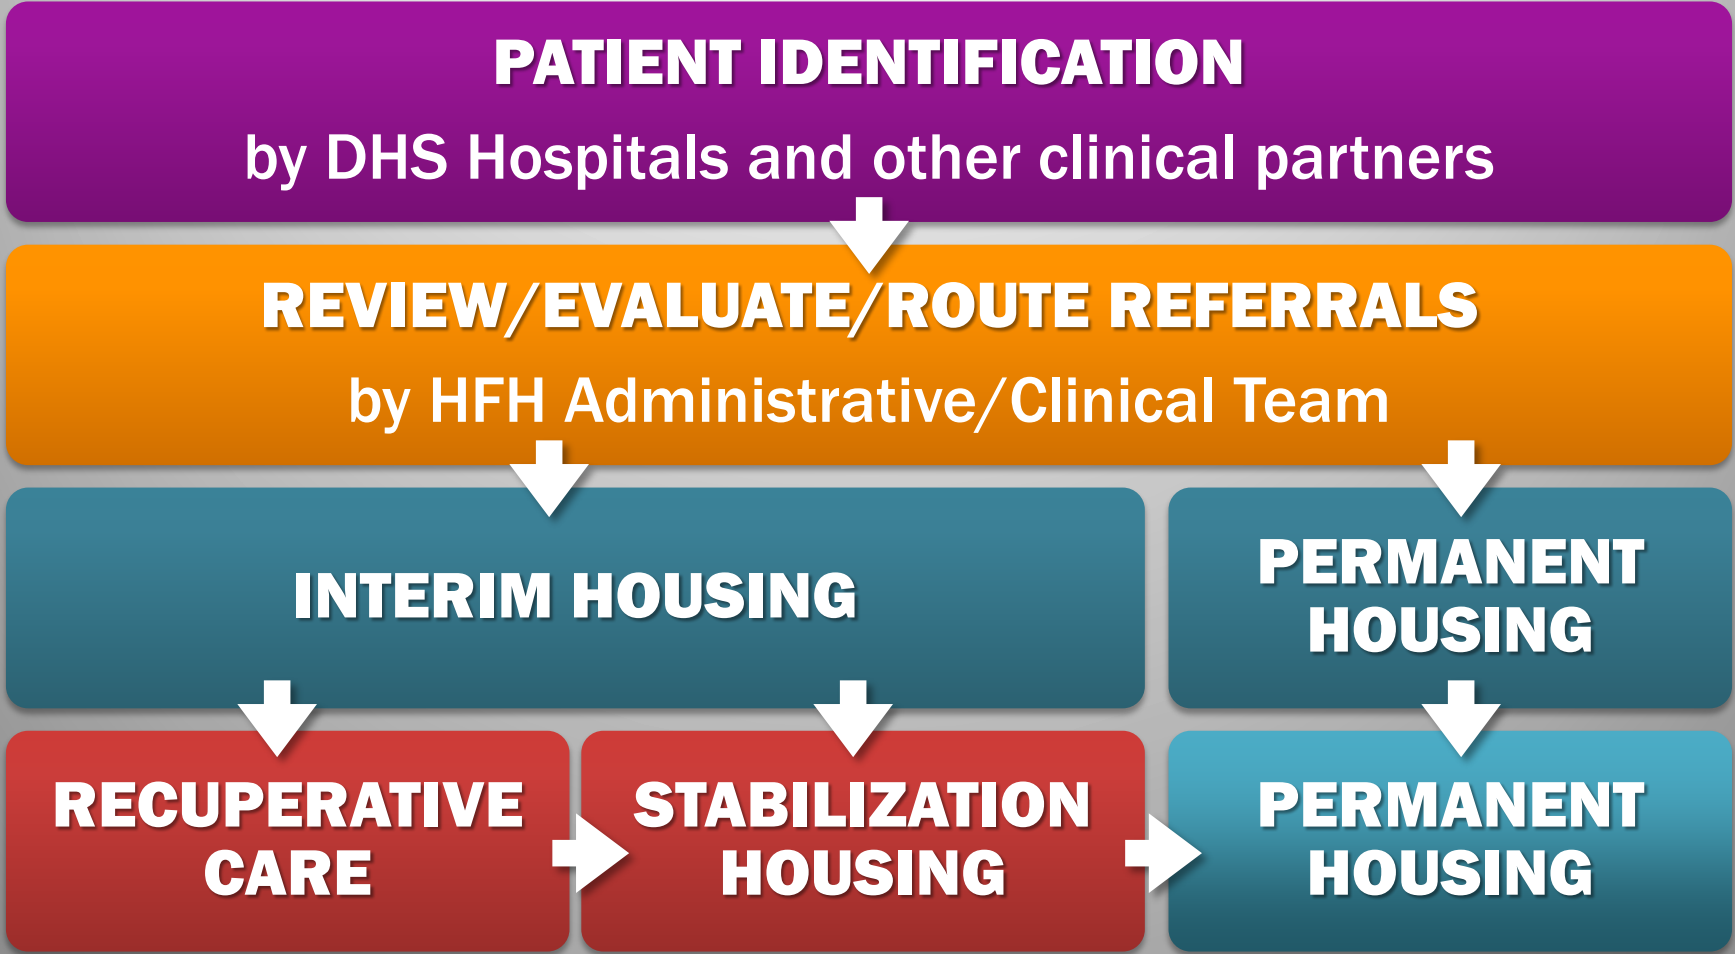 PATIENT IDENTIFICATION
by DHS Hospitals and other clinical partners
REVIEW/EVALUATE/ROUTE REFERRALS
by HFH Administrative/Clinical Team
INTERIM HOUSING
PERMANENT
HOUSING
RECUPERATIVE
CARE
STABILIZATION
HOUSING
PERMANENT
HOUSING